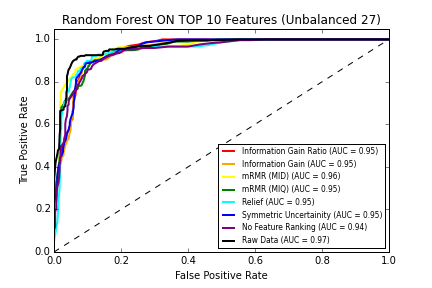 Random Forest ON TOP 10 Features (Unbalanced 27)
1.0
0.8
0.6
0.4
0.2
0.0
True Positive Rate
Information Gain Ratio (AUC = 0.95)
Information Gain (AUC = 0.95)
mRMR (MID) (AUC = 0.96)
mRMR (MIQ) (AUC = 0.95)
Relief (AUC = 0.95)
Symmetric Uncertainity (AUC = 0.95)
No Feature Ranking (AUC = 0.94)
Raw Data (AUC = 0.97)
0.0 0.2 0.4 0.6 0.8 1.0
False Positive Rate